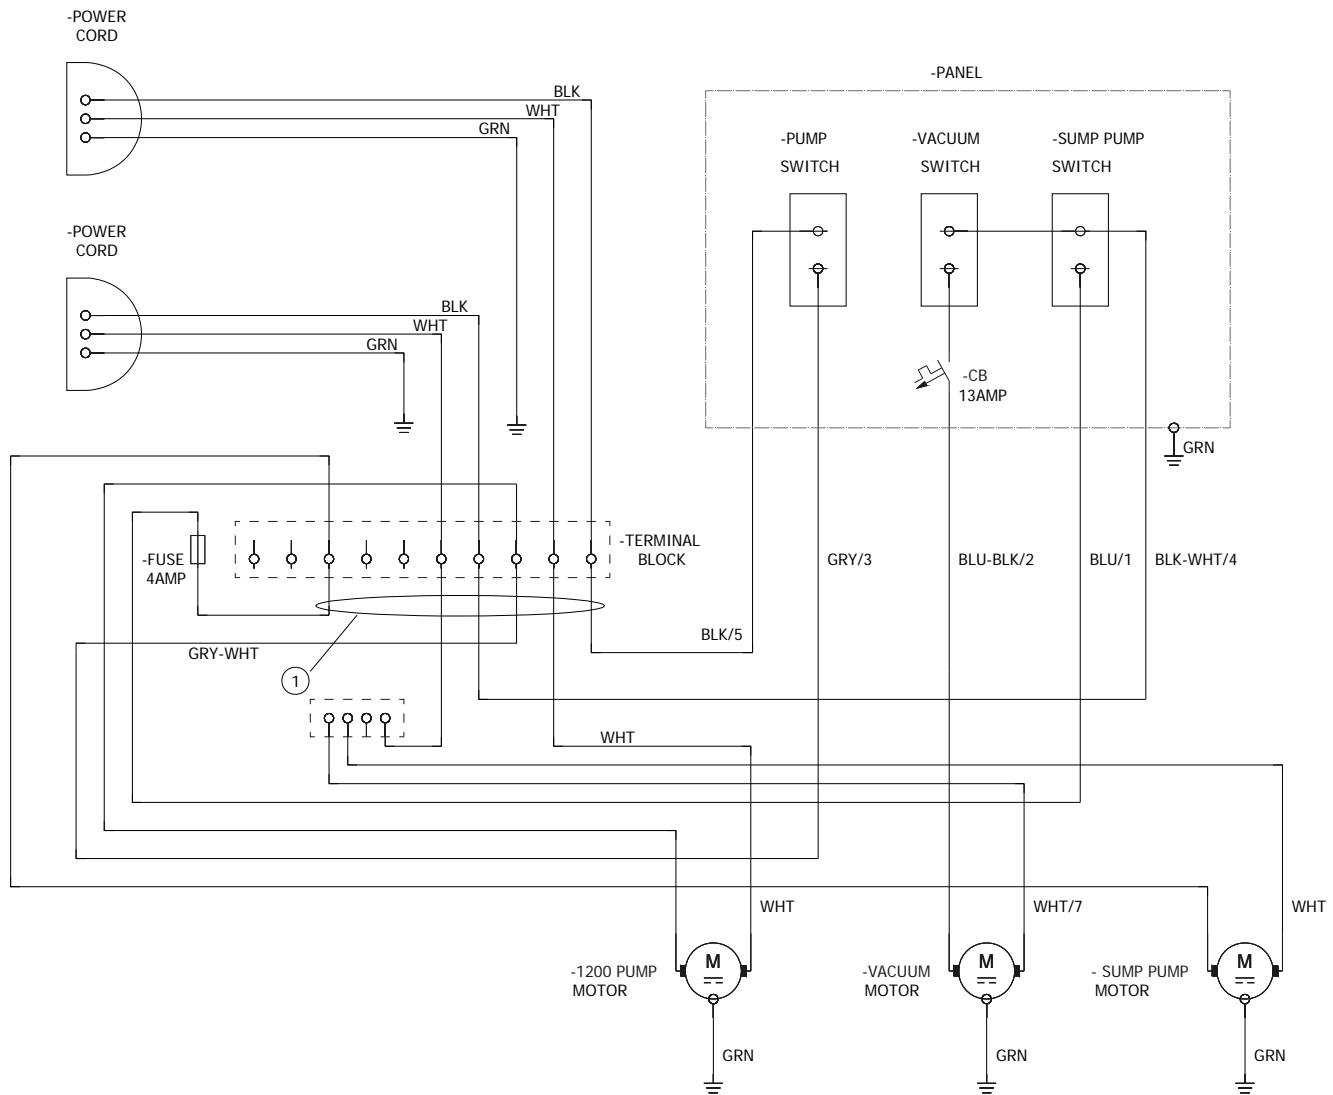 -POWER
CORD
BLK
WHT
GRN
-PANEL
-PUMP
SWITCH
-VACUUM
SWITCH
-SUMP PUMP
SWITCH
-POWER
CORD
BLK
WHT
GRN
-CB
13AMP
GRN
-FUSE
4AMP
-TERMINAL
BLOCK
GRY/3
BLU-BLK/2
BLU/1
BLK-WHT/4
BLK/5
GRY-WHT
1
WHT
WHT
WHT/7
WHT
M
-1200 PUMP
MOTOR
M
-VACUUM
MOTOR
M
- SUMP PUMP
MOTOR
GRN
GRN
GRN